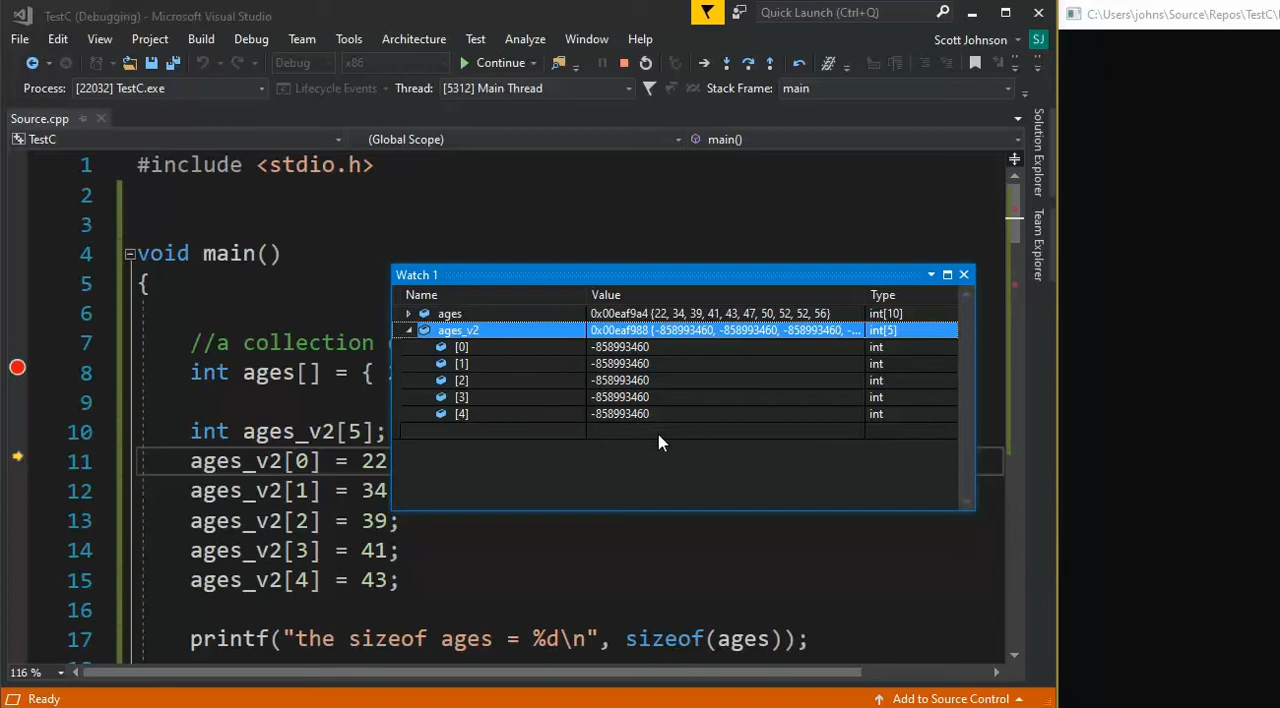 TestC (Debugging) - Microsoft Visual Studio
Quick Launch (Ctrl+Q)
C:\Users\johns\Source\Repos\TestC\
File Edit View Project Build Debug Team Tools Architecture Test Analyze Window Help
Scott Johnson SJ
Debug x86 Continue
Process: [22032] TestC.exe Lifecycle Events Thread: [5312] Main Thread Stack Frame: main
Source.cpp
TestC (Global Scope) main()
1 #include <stdio.h>
2
3
4 void main()
5 {
6
7 //a collection
8 int ages[] = {
9
10 int ages_v2[5];
11 ages_v2[0] = 22
12 ages_v2[1] = 34
13 ages_v2[2] = 39;
14 ages_v2[3] = 41;
15 ages_v2[4] = 43;
16
17 printf("the sizeof ages = %d\n", sizeof(ages));
Watch 1
Name Value Type
ages 0x00eaf9a4 {22, 34, 39, 41, 43, 47, 50, 52, 52, 56} int[10]
ages_v2 0x00eaf988 {-858993460, -858993460, -858993460, -... int[5]
[0] -858993460 int
[1] -858993460 int
[2] -858993460 int
[3] -858993460 int
[4] -858993460 int
Solution Explorer
Team Explorer
116 %
Ready Add to Source Control